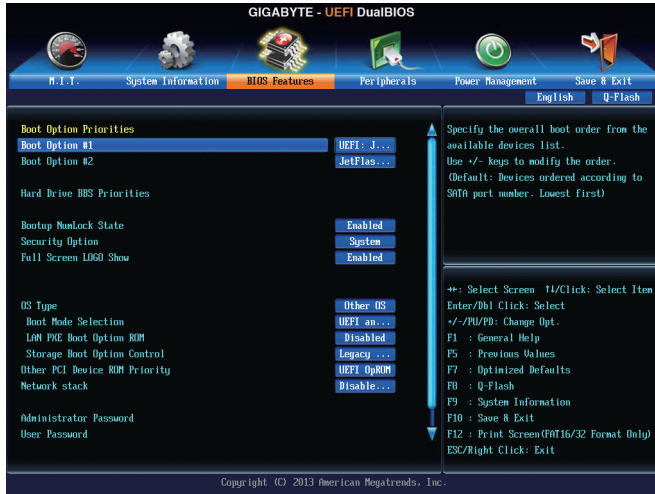 GIGABYTE - UEFI DualBIOS
M.I.T. System Information BIOS Features Peripherals Power Management Save & Exit
English Q-Flash
Boot Option Priorities
Boot Option #1 UEFI: J...
Boot Option #2 JetFlas...
Hard Drive BBS Priorities
Bootup NumLock State Enabled
Security Option System
Full Screen LOGO Show Enabled
OS Type Other OS
Boot Mode Selection UEFI an...
LAN PXE Boot Option ROM Disabled
Storage Boot Option Control Legacy ...
Other PCI Device ROM Priority UEFI OpROM
Network stack Disable...
Administrator Password
User Password
Specify the overall boot order from the
available devices list.
Use +/- keys to modify the order.
(Default: Devices ordered according to
SATA port number. Lowest first)
→←: Select Screen ↑↓/Click: Select Item
Enter/Dbl Click: Select
+/-/PU/PD: Change Opt.
F1 : General Help
F5 : Previous Values
F7 : Optimized Defaults
F8 : Q-Flash
F9 : System Information
F10 : Save & Exit
F12 : Print Screen(FAT16/32 Format Only)
ESC/Right Click: Exit
Copyright (C) 2013 American Megatrends, Inc.